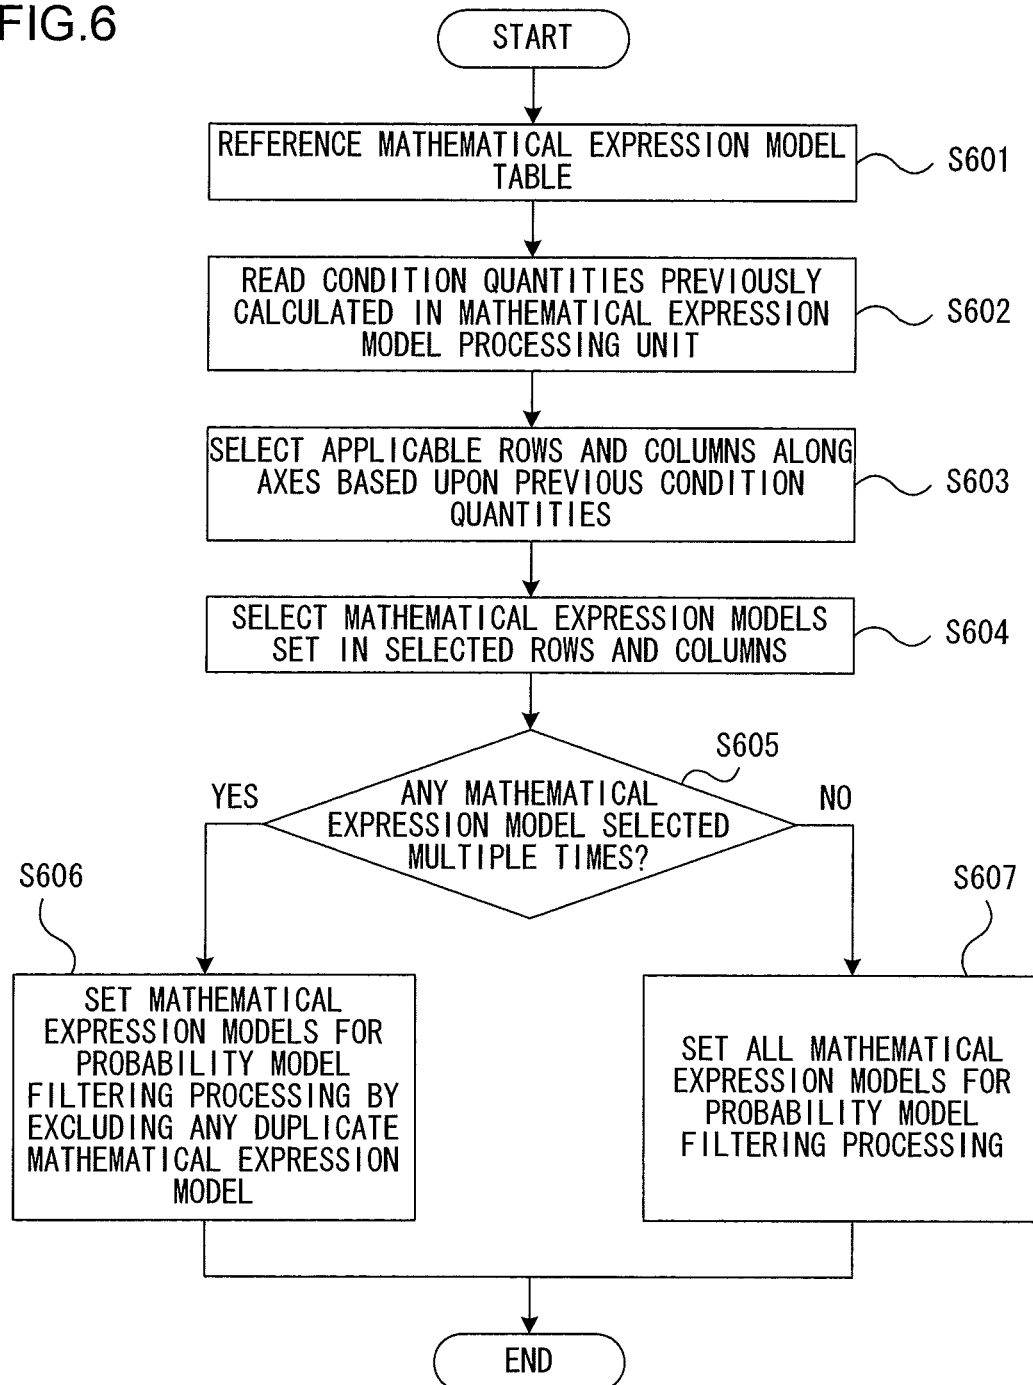 FIG.6
START
REFERENCE MATHEMATICAL EXPRESSION MODEL
TABLE
S601
READ CONDITION QUANTITIES PREVIOUSLY
CALCULATED IN MATHEMATICAL EXPRESSION
MODEL PROCESSING UNIT
S602
SELECT APPLICABLE ROWS AND COLUMNS ALONG
AXES BASED UPON PREVIOUS CONDITION
QUANTITIES
S603
SELECT MATHEMATICAL EXPRESSION MODELS
SET IN SELECTED ROWS AND COLUMNS
S604
S605
ANY MATHEMATICAL
EXPRESSION MODEL SELECTED
MULTIPLE TIMES?
YES
NO
S606
SET MATHEMATICAL
EXPRESSION MODELS FOR
PROBABILITY MODEL
FILTERING PROCESSING BY
EXCLUDING ANY DUPLICATE
MATHEMATICAL EXPRESSION
MODEL
S607
SET ALL MATHEMATICAL
EXPRESSION MODELS FOR
PROBABILITY MODEL
FILTERING PROCESSING
END